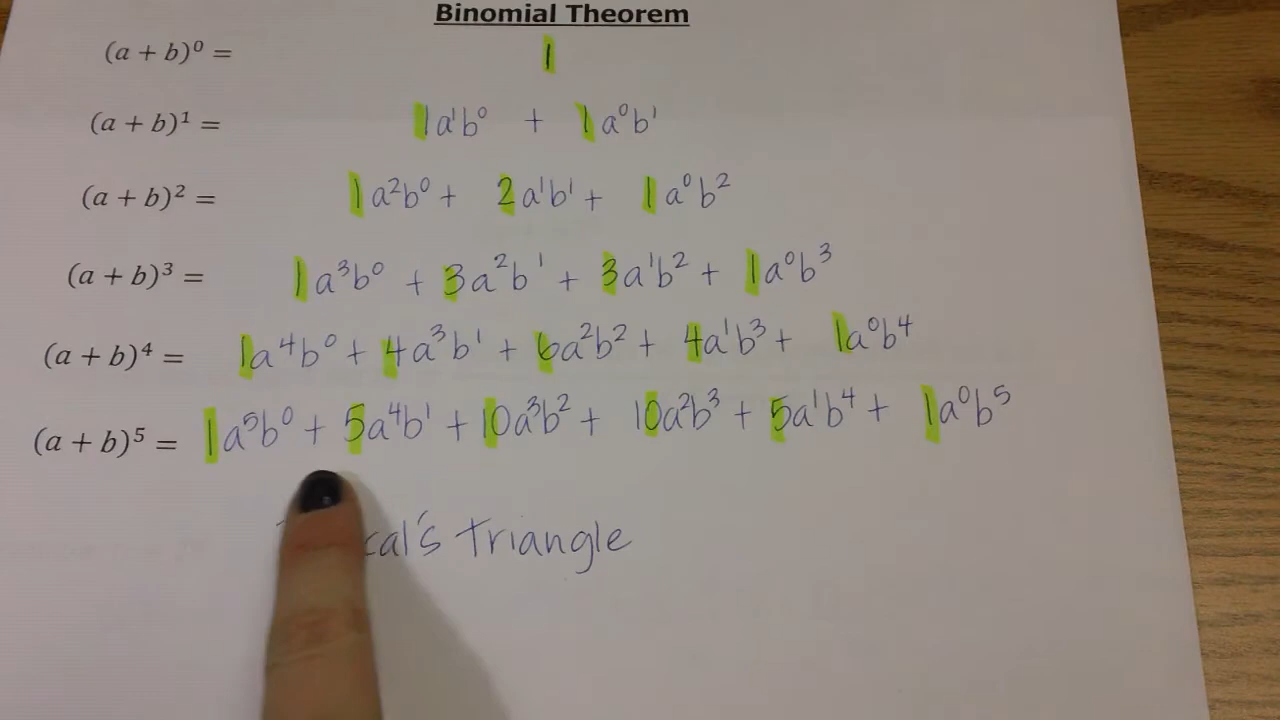 Binomial Theorem
(a + b)⁰ = 1
(a + b)¹ = 1a¹b⁰ + 1a⁰b¹
(a + b)² = 1a²b⁰ + 2a¹b¹ + 1a⁰b²
(a + b)³ = 1a³b⁰ + 3a²b¹ + 3a¹b² + 1a⁰b³
(a + b)⁴ = 1a⁴b⁰ + 4a³b¹ + 6a²b² + 4a¹b³ + 1a⁰b⁴
(a + b)⁵ = 1a⁵b⁰ + 5a⁴b¹ + 10a³b² + 10a²b³ + 5a¹b⁴ + 1a⁰b⁵
Triangle